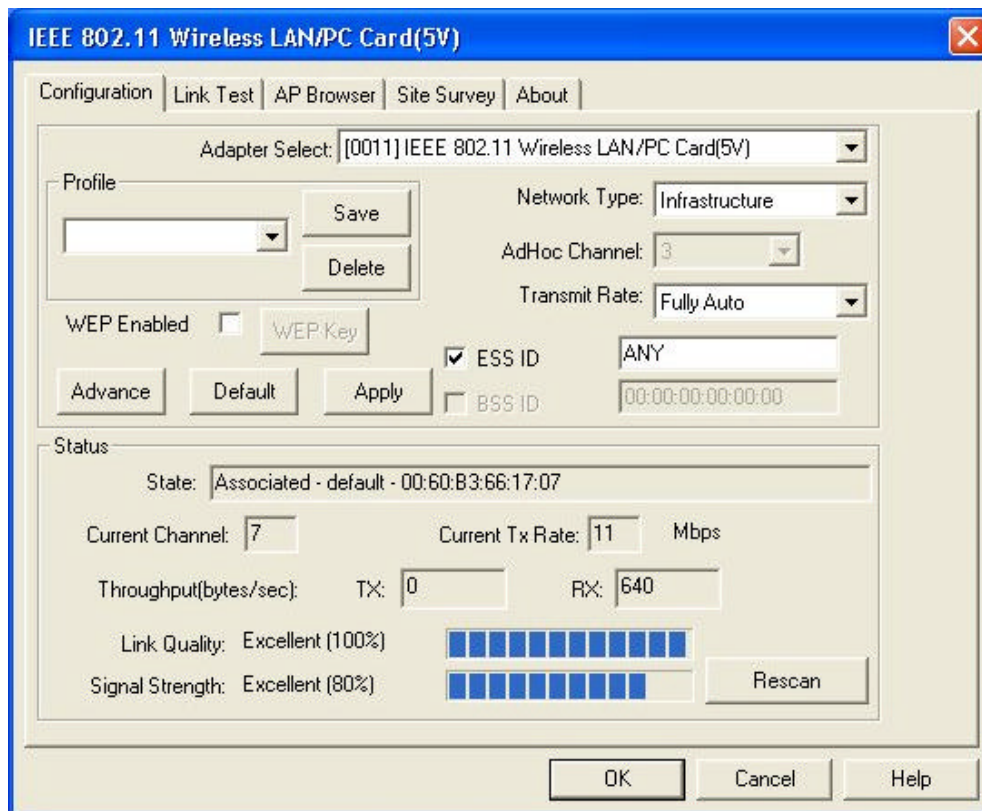 IEEE 802.11 Wireless LAN/PC Card(5V)
Configuration Link Test AP Browser Site Survey About
Adapter Select: [0011] IEEE 802.11 Wireless LAN/PC Card(5V)
Profile
Save
Delete
Network Type: Infrastructure
AdHoc Channel: 3
Transmit Rate: Fully Auto
WEP Enabled WEP Key
ESS ID ANY
Advance Default Apply
BSS ID 00:00:00:00:00:00
Status
State: Associated - default - 00:60:B3:66:17:07
Current Channel: 7 Current Tx Rate: 11 Mbps
Throughput(bytes/sec): TX: 0 RX: 640
Link Quality: Excellent (100%)
Signal Strength: Excellent (80%)
Rescan
OK Cancel Help